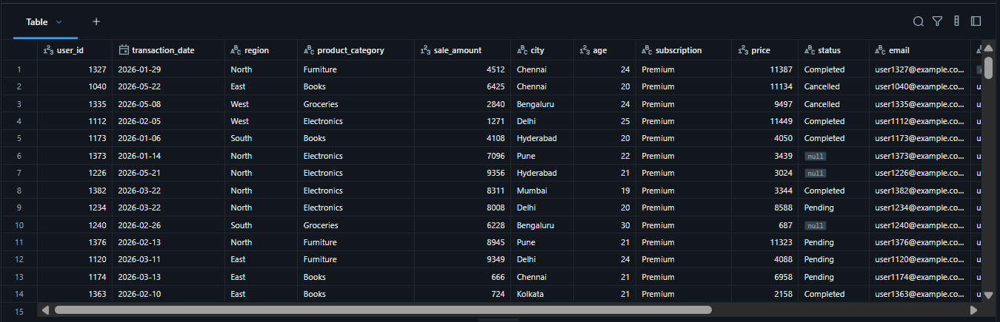 Table +
1 2 3 user_id transaction_date A B C region A B C product_category 1 2 3 sale_amount A B C city 1 2 3 age A B C subscription 1 2 3 price A B C status A B C email
1 1327 2026-01-29 North Furniture 4512 Chennai 24 Premium 11387 Completed user1327@example.co...
2 1040 2026-05-22 East Books 6425 Chennai 20 Premium 11134 Cancelled user1040@example.co... u
3 1335 2026-05-08 West Groceries 2840 Bengaluru 24 Premium 9497 Cancelled user1335@example.co... u
4 1112 2026-02-05 West Electronics 1271 Delhi 25 Premium 11449 Completed user1112@example.co... u
5 1173 2026-01-06 South Books 4108 Hyderabad 20 Premium 4050 Completed user1173@example.co... u
6 1373 2026-01-14 North Electronics 7096 Pune 22 Premium 3439 null user1373@example.co... u
7 1226 2026-05-21 North Electronics 9356 Hyderabad 21 Premium 3024 null user1226@example.co... u
8 1382 2026-03-22 North Electronics 8311 Mumbai 19 Premium 3344 Completed user1382@example.co... u
9 1234 2026-03-22 North Electronics 8008 Delhi 20 Premium 8588 Pending user1234@example.co... u
10 1240 2026-02-26 South Groceries 6228 Bengaluru 30 Premium 687 null user1240@example.co... u
11 1376 2026-02-13 North Furniture 8945 Pune 21 Premium 11323 Pending user1376@example.co... u
12 1120 2026-03-11 East Furniture 9349 Delhi 24 Premium 4088 Pending user1120@example.co... u
13 1174 2026-03-13 East Books 666 Chennai 21 Premium 6958 Pending user1174@example.co... u
14 1363 2026-02-10 East Books 724 Kolkata 21 Premium 2158 Completed user1363@example.co... u
15